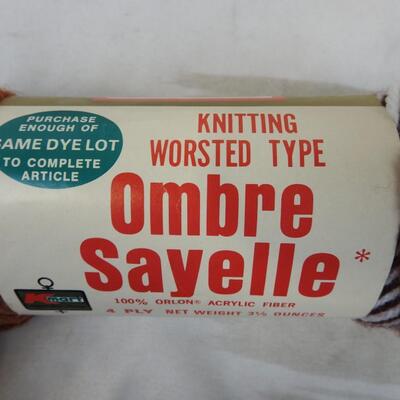 PURCHASE
ENOUGH OF
SAME DYE LOT
TO COMPLETE
ARTICLE
KNITTING
WORSTED TYPE
Ombre
Sayelle*
Kmart
100% ORLON® ACRYLIC FIBER
4 PLY NET WEIGHT 3½ OUNCES